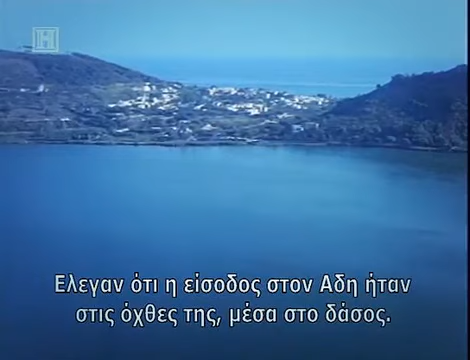 H
Ελεγαν ότι η είσοδος στον Αδη ήταν
στις όχθες της, μέσα στο δάσος.